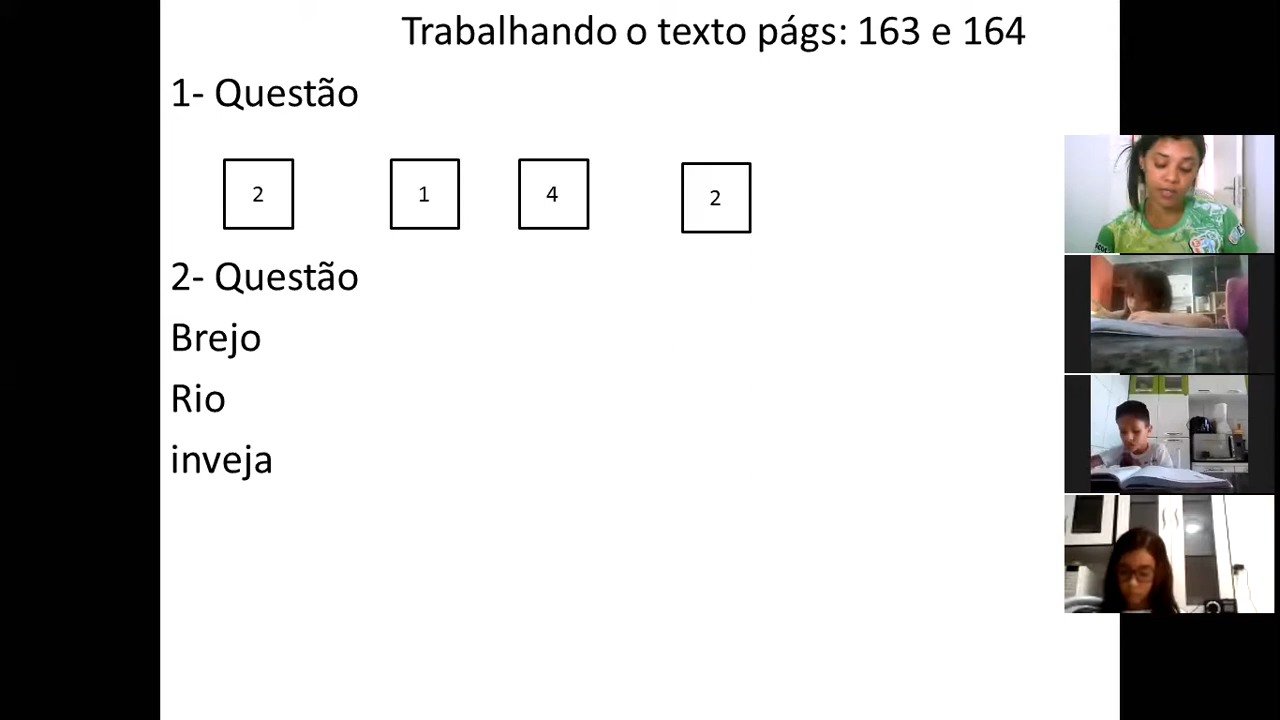 Trabalhando o texto págs: 163 e 164
1- Questão
2 1 4 2
2- Questão
Brejo
Rio
inveja